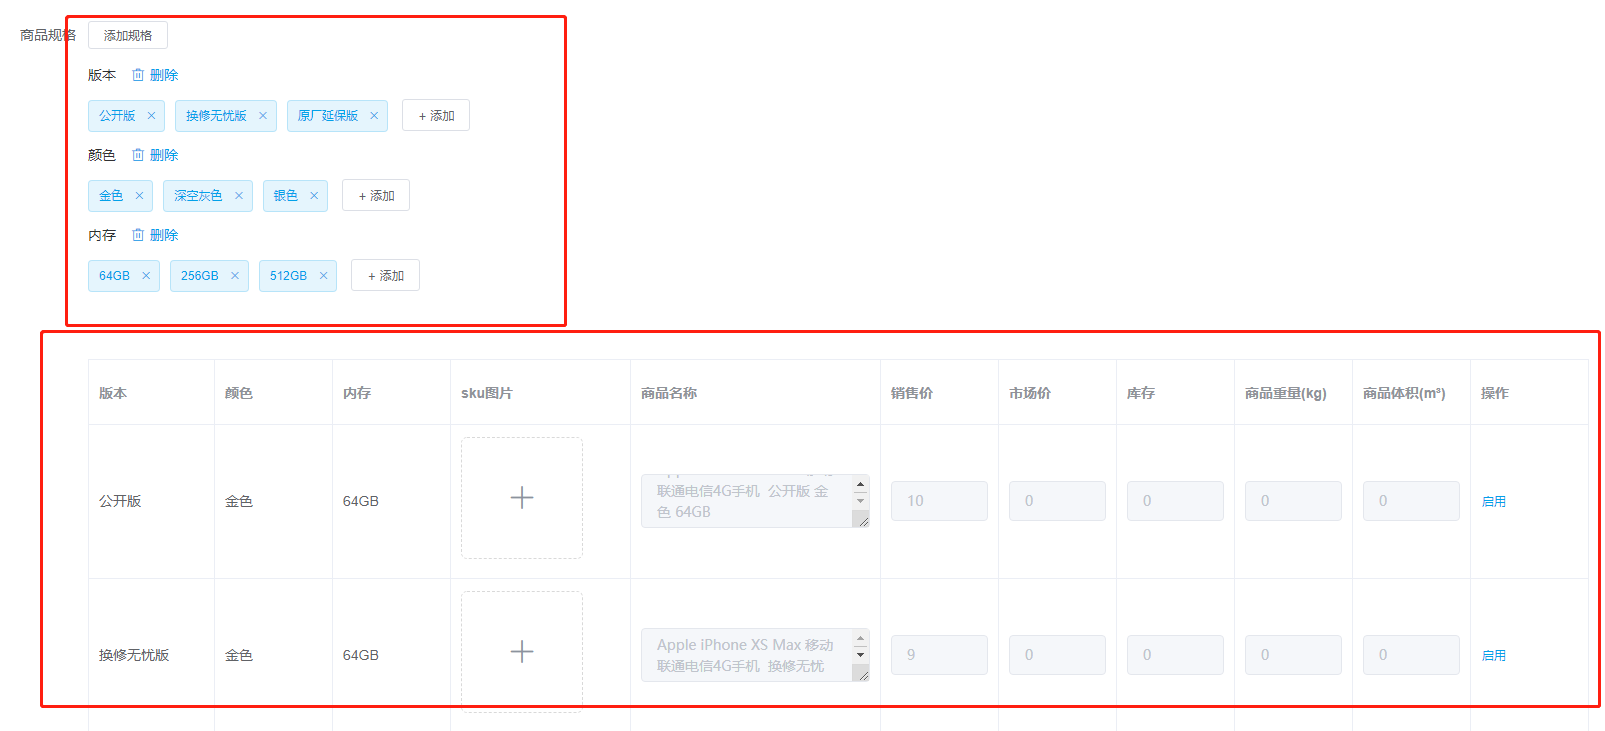 商品规格 添加规格
版本 删除
公开版 × 换修无忧版 × 原厂延保版 × + 添加
颜色 删除
金色 × 深空灰色 × 银色 × + 添加
内存 删除
64GB × 256GB × 512GB × + 添加
版本 颜色 内存 sku图片 商品名称 销售价 市场价 库存 商品重量(kg) 商品体积(m³) 操作
公开版 金色 64GB 联通电信4G手机 公开版 金 10 0 0 0 0 启用
色 64GB
换修无忧版 金色 64GB Apple iPhone XS Max 移动 9 0 0 0 0 启用
联通电信4G手机 换修无忧